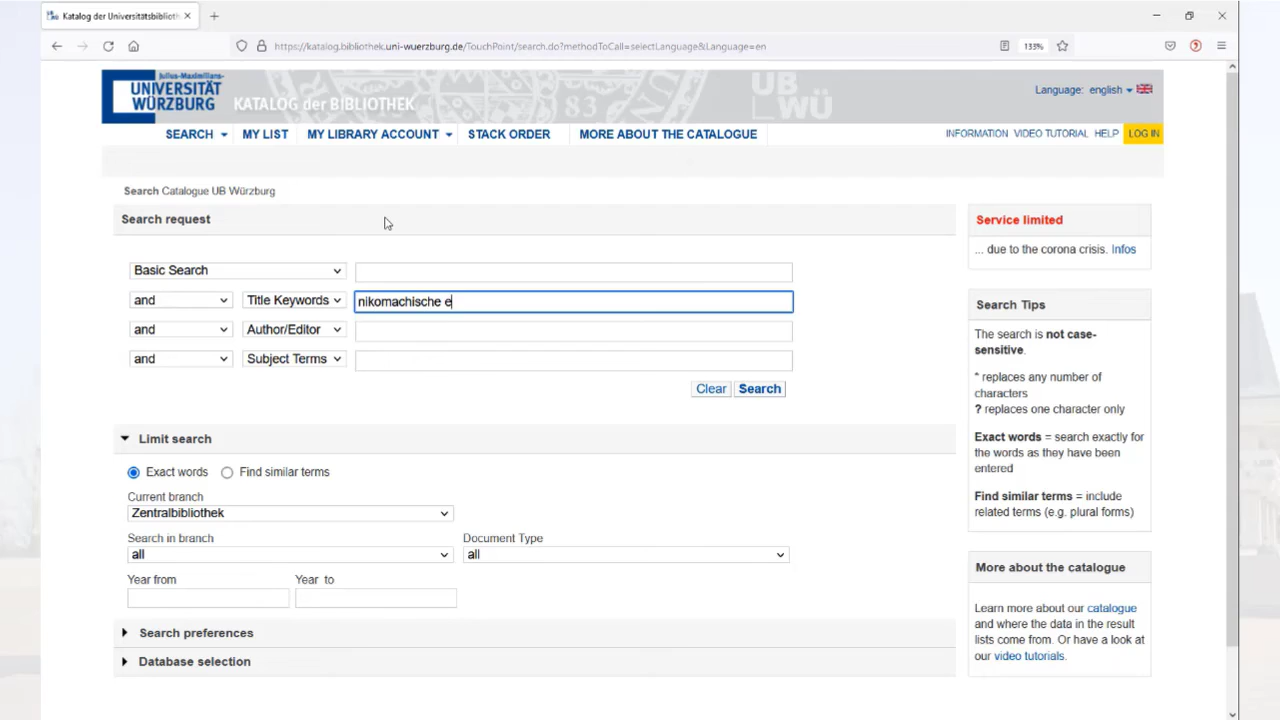 Katalog der Universitätsbiblioth
https://katalog.bibliothek.uni-wuerzburg.de/TouchPoint/search.do?methodToCall=selectLanguage&Language=en
133%
Julius-Maximilians-
UNIVERSITÄT
WÜRZBURG
KATALOG der BIBLIOTHEK
UB
WÜ
Language: english
SEARCH MY LIST MY LIBRARY ACCOUNT STACK ORDER MORE ABOUT THE CATALOGUE INFORMATION VIDEO TUTORIAL HELP LOG IN
Search Catalogue UB Würzburg
Search request
Basic Search
and Title Keywords nikomachische e
and Author/Editor
and Subject Terms
Clear Search
Limit search
Exact words Find similar terms
Current branch
Zentralbibliothek
Search in branch Document Type
all all
Year from Year to
Search preferences
Database selection
Service limited
... due to the corona crisis. Infos
Search Tips
The search is not case-
sensitive.
* replaces any number of
characters
? replaces one character only
Exact words = search exactly for
the words as they have been
entered
Find similar terms = include
related terms (e.g. plural forms)
More about the catalogue
Learn more about our catalogue
and where the data in the result
lists come from. Or have a look at
our video tutorials.